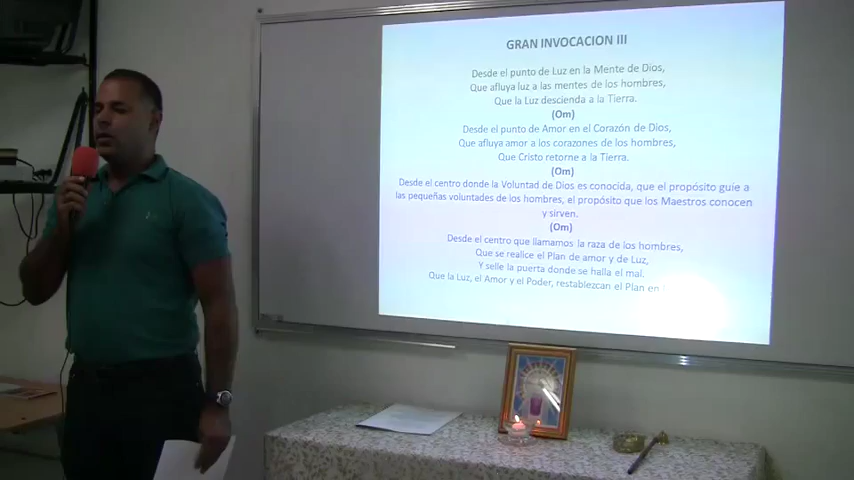 GRAN INVOCACION III
Desde el punto de Luz en la Mente de Dios,
Que afluya luz a las mentes de los hombres,
Que la Luz descienda a la Tierra.
(Om)
Desde el punto de Amor en el Corazón de Dios,
Que afluya amor a los corazones de los hombres,
Que Cristo retorne a la Tierra.
(Om)
Desde el centro donde la Voluntad de Dios es conocida, que el propósito guie a
las pequeñas voluntades de los hombres, el propósito que los Maestros conocen
y sirven.
(Om)
Desde el centro que llamamos la raza de los hombres,
Que se realice el Plan de amor y de Luz,
Y selle la puerta donde se halla el mal.
Que la Luz, el Amor y el Poder, restablezcan el Plan en